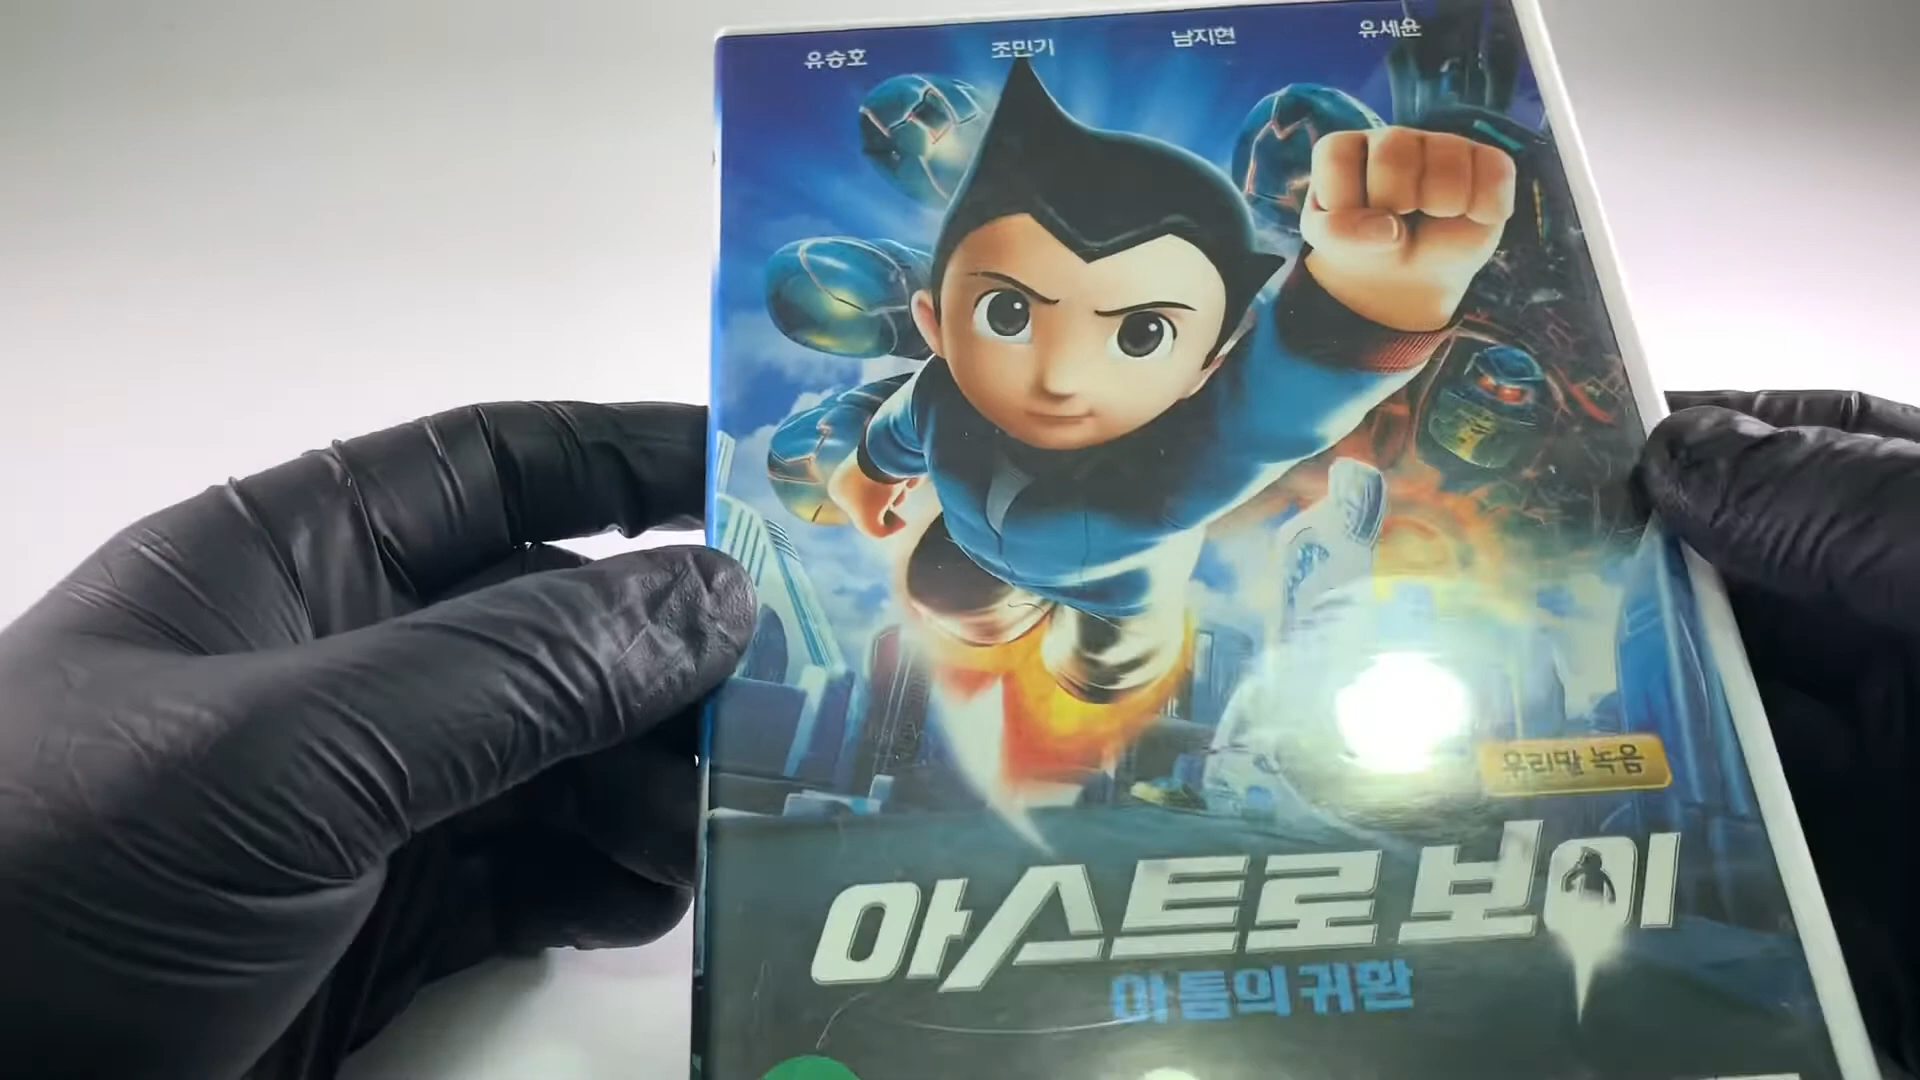 유승호 조민기 남지현 유세윤
우리말 녹음
아스트로 보이
아톰의 귀환